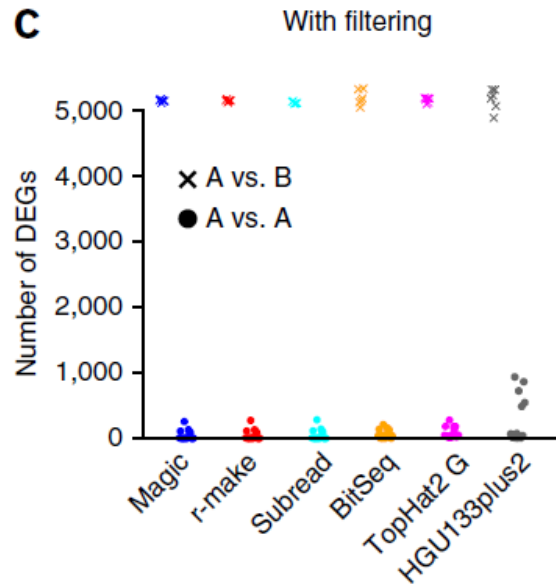 C
With filtering
Number of DEGs
5,000
4,000
3,000
2,000
1,000
0
A vs. B
A vs. A
Magic
r-make
Subread
BitSeq
TopHat2 G
HGU133plus2